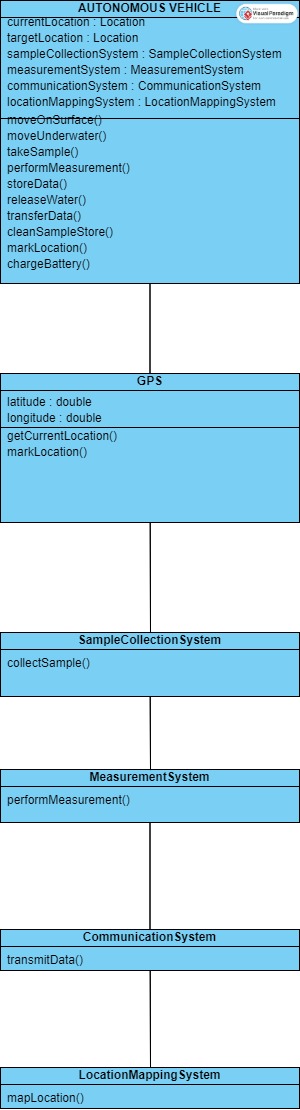 AUTONOMOUS VEHICLE
Visual Paradigm
currentLocation : Location
targetLocation : Location
sampleCollectionSystem : SampleCollectionSystem
measurementSystem : MeasurementSystem
communicationSystem : CommunicationSystem
locationMappingSystem : LocationMappingSystem
moveOnSurface()
moveUnderwater()
takeSample()
performMeasurement()
storeData()
releaseWater()
transferData()
cleanSampleStore()
markLocation()
chargeBattery()
GPS
latitude : double
longitude : double
getCurrentLocation()
markLocation()
SampleCollectionSystem
collectSample()
MeasurementSystem
performMeasurement()
CommunicationSystem
transmitData()
LocationMappingSystem
mapLocation()